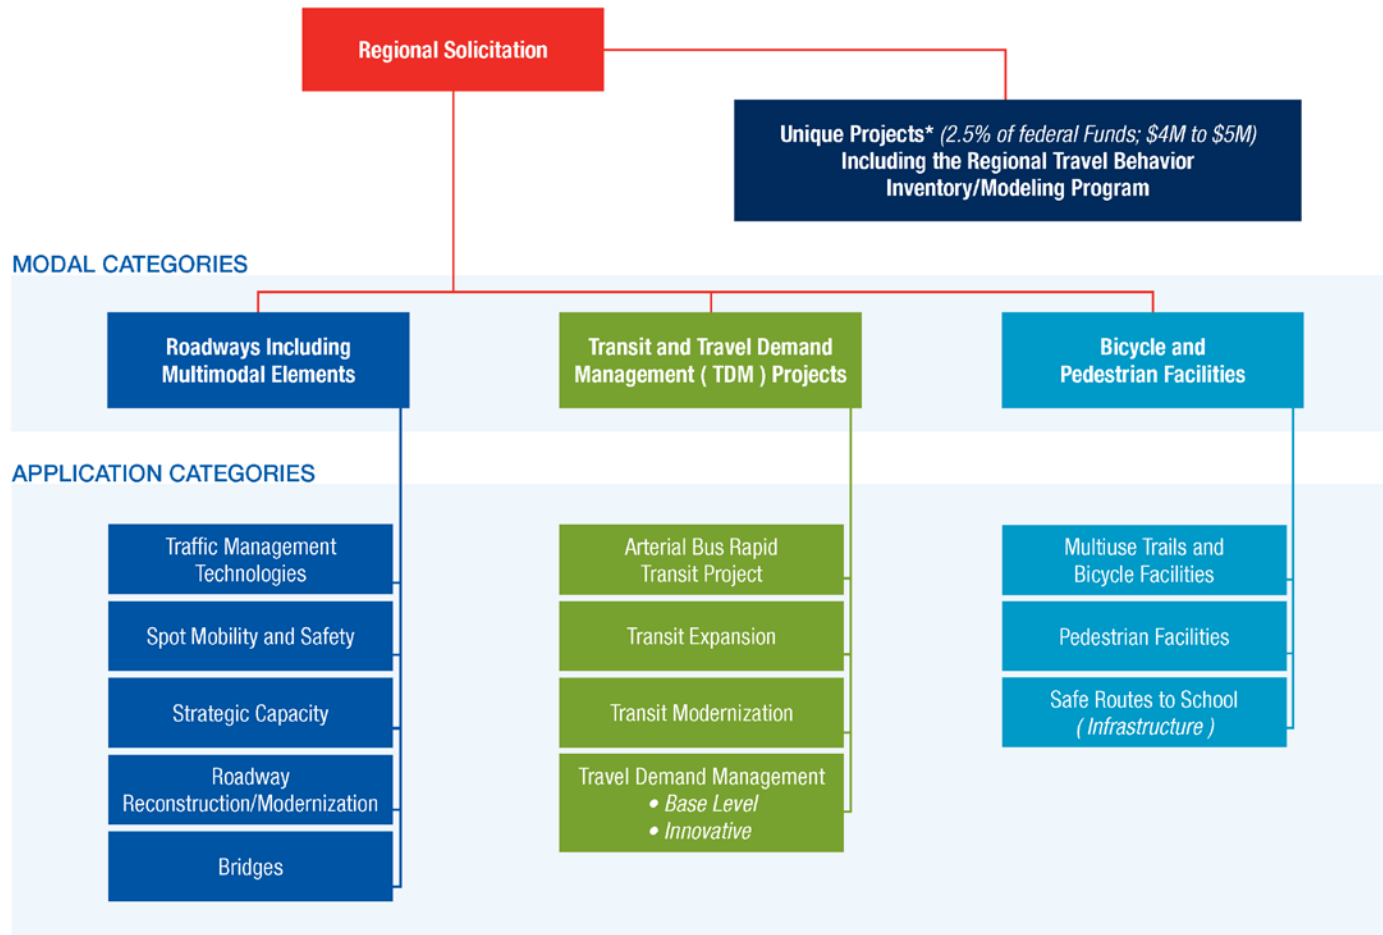 Regional Solicitation
Unique Projects* (2.5% of federal Funds; $4M to $5M)
Including the Regional Travel Behavior
Inventory/Modeling Program
MODAL CATEGORIES
Roadways Including
Multimodal Elements
Transit and Travel Demand
Management ( TDM ) Projects
Bicycle and
Pedestrian Facilities
APPLICATION CATEGORIES
Traffic Management
Technologies
Spot Mobility and Safety
Strategic Capacity
Roadway
Reconstruction/Modernization
Bridges
Arterial Bus Rapid
Transit Project
Transit Expansion
Transit Modernization
Travel Demand Management
• Base Level
• Innovative
Multiuse Trails and
Bicycle Facilities
Pedestrian Facilities
Safe Routes to School
( Infrastructure )